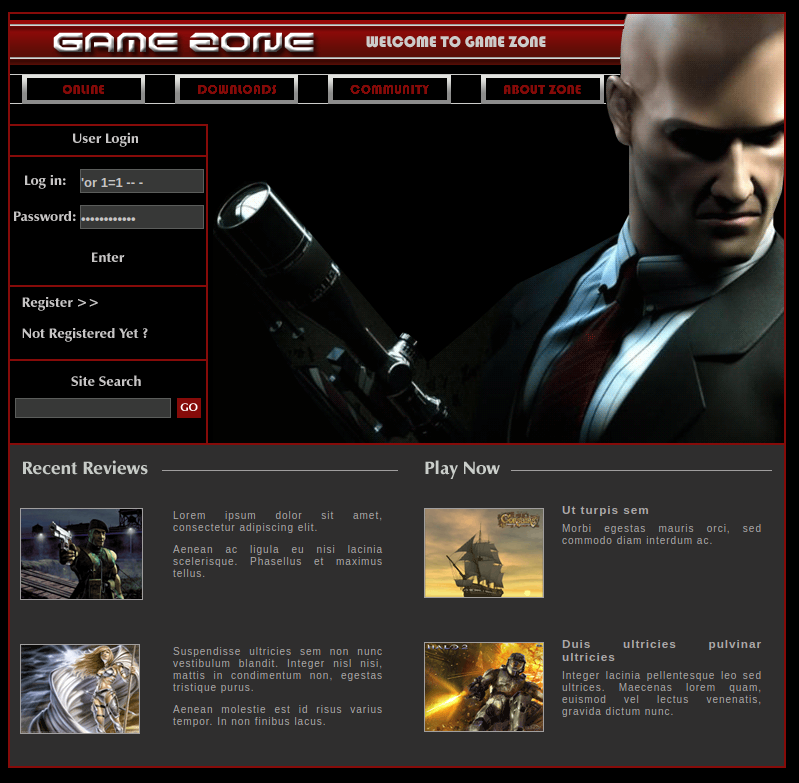 GAME ZONE
WELCOME TO GAME ZONE
ONLINE
DOWNLOADS
COMMUNITY
ABOUT ZONE
User Login
Log in:
'or 1=1 -- -
Password:
••••••••••••
Enter
Register >>
Not Registered Yet ?
Site Search
GO
Recent Reviews
Lorem ipsum dolor sit amet,
consectetur adipiscing elit.
Aenean ac ligula eu nisi lacinia
scelerisque. Phasellus et maximus
tellus.
Suspendisse ultricies sem non nunc
vestibulum blandit. Integer nisl nisi,
mattis in condimentum non, egestas
tristique purus.
Aenean molestie est id risus varius
tempor. In non finibus lacus.
Play Now
Ut turpis sem
Morbi egestas mauris orci, sed
commodo diam interdum ac.
HALO 2
Duis ultricies pulvinar
ultricies
Integer lacinia pellentesque leo sed
ultrices. Maecenas lorem quam,
euismod vel lectus venenatis,
gravida dictum nunc.